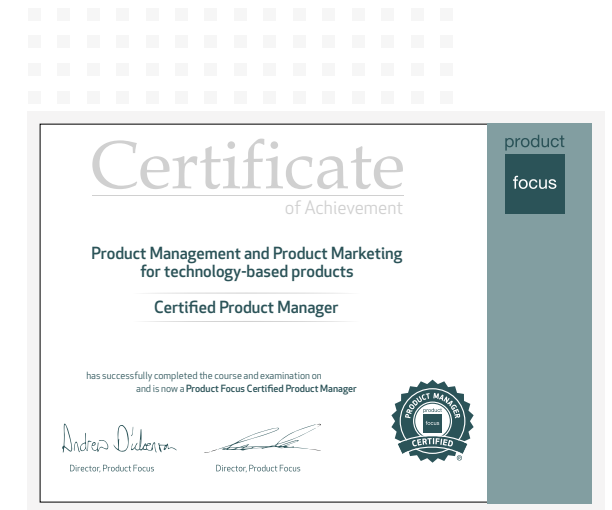 Certificate
of Achievement
product
focus
Product Management and Product Marketing
for technology-based products
Certified Product Manager
has successfully completed the course and examination on
and is now a Product Focus Certified Product Manager
PRODUCT MANAGER
product
focus
CERTIFIED
®
Director, Product Focus
Director, Product Focus